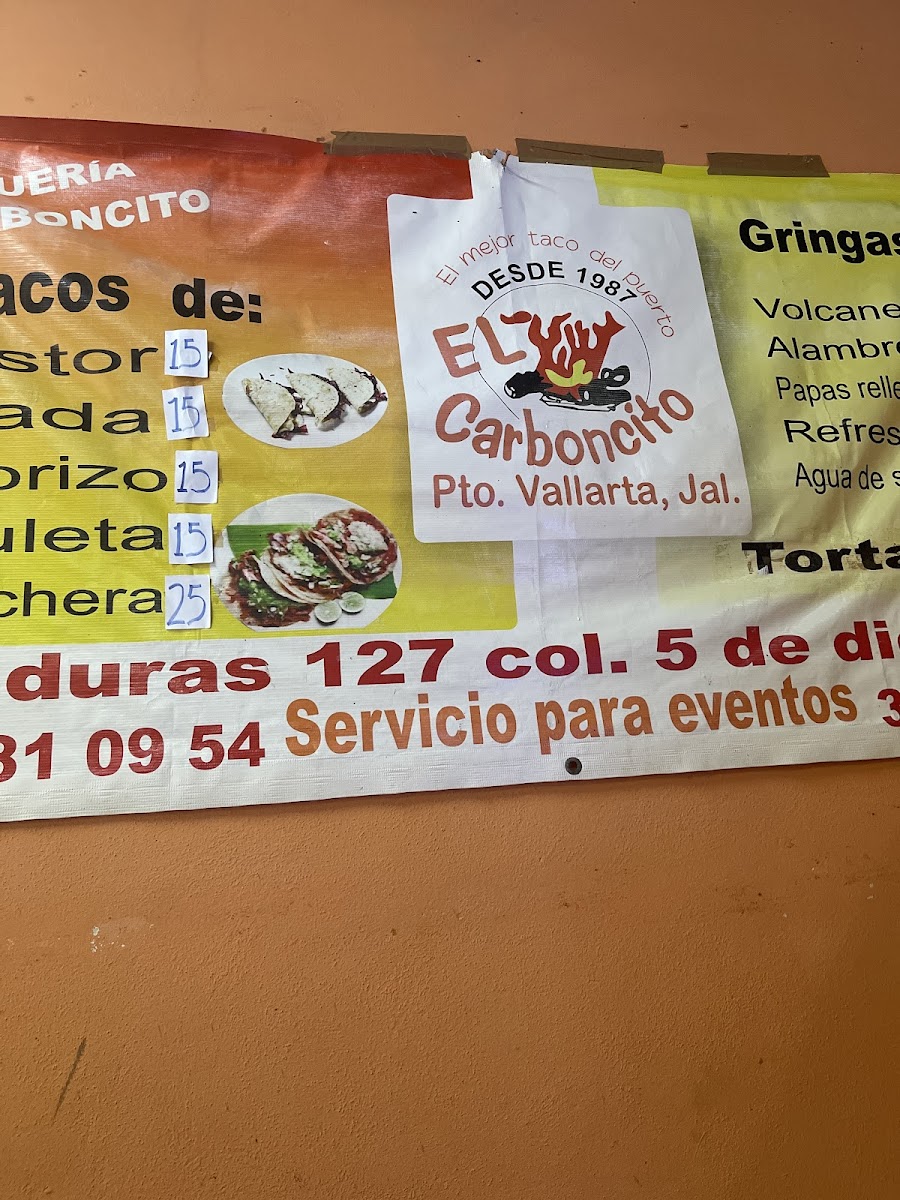 UERÍA
BONCITO
acos de:
stor 15
ada 15
orizo 15
uleta 15
chera 25
El mejor taco del puerto
DESDE 1987
EL
Carboncito
Pto. Vallarta, Jal.
Gringas
Volcane
Alambre
Papas relle
Refres
Agua de s
Torta
duras 127 col. 5 de di
81 09 54 Servicio para eventos 3